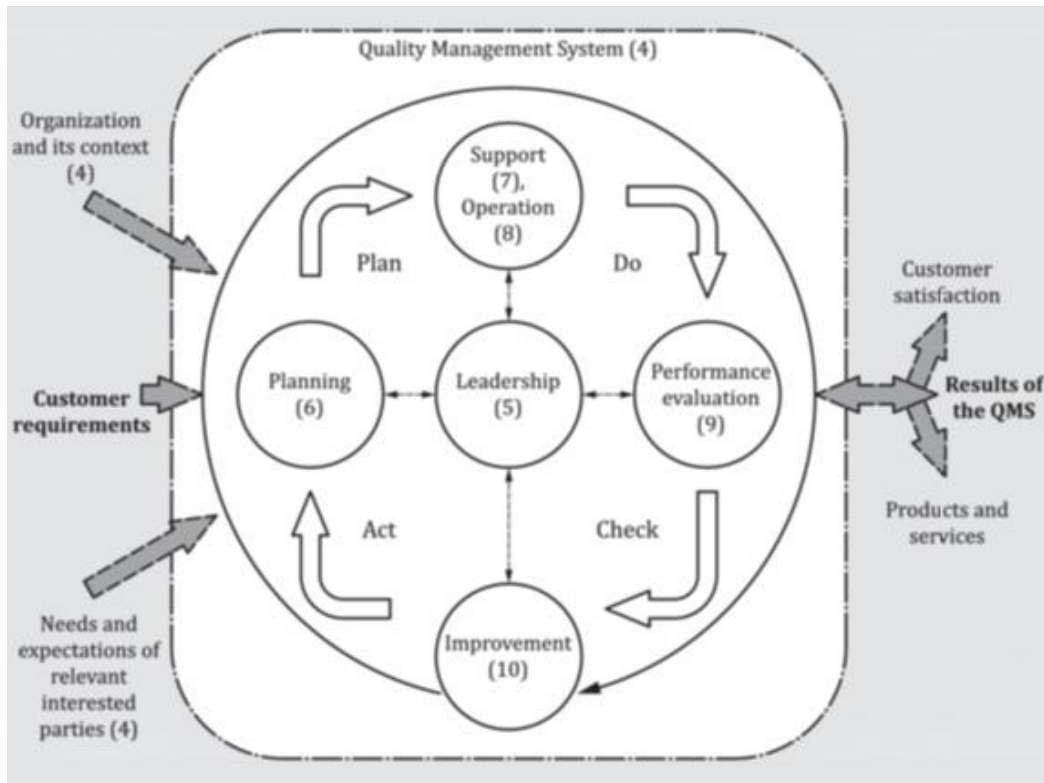 Quality Management System (4)
Organization
and its context
(4)
Support
(7),
Operation
(8)
Plan
Do
Customer
satisfaction
Customer
requirements
Planning
(6)
Leadership
(5)
Performance
evaluation
(9)
Results of
the QMS
Act
Check
Products and
services
Needs and
expectations of
relevant
interested
parties (4)
Improvement
(10)